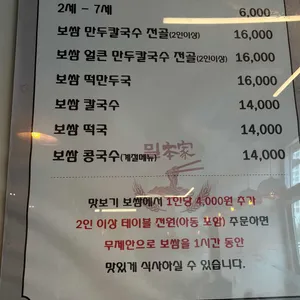 2세 – 7세 6,000
보쌈 만두칼국수 전골(2인이상) 16,000
보쌈 얼큰 만두칼국수 전골(2인이상) 16,000
보쌈 떡만두국 16,000
보쌈 칼국수 14,000
보쌈 떡국 14,000
보쌈 콩국수(계절메뉴) 14,000
맛보기 보쌈에서 1인당 4,000원 추가
2인 이상 테이블 전원(아동 포함) 주문하면
무제한으로 보쌈을 1시간 동안
맛있게 식사하실 수 있습니다.